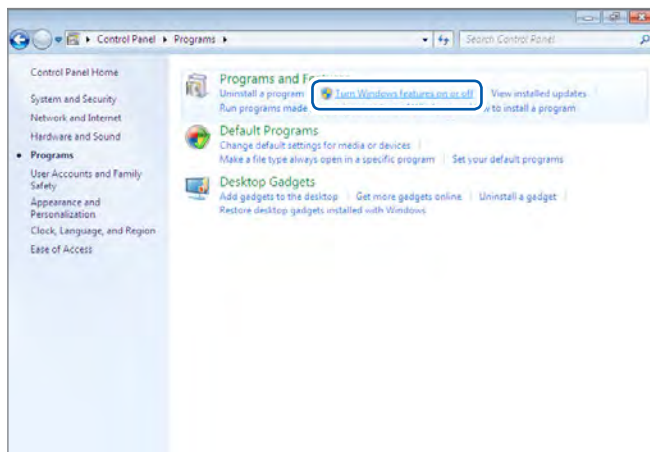 Control Panel ▸ Programs ▸
Search Control Panel
Control Panel Home
System and Security
Network and Internet
Hardware and Sound
Programs
User Accounts and Family
Safety
Appearance and
Personalization
Clock, Language, and Region
Ease of Access
Programs and Features
Uninstall a program Turn Windows features on or off View installed updates
Run programs made to install a program
Default Programs
Change default settings for media or devices
Make a file type always open in a specific program Set your default programs
Desktop Gadgets
Add gadgets to the desktop Get more gadgets online Uninstall a gadget
Restore desktop gadgets installed with Windows